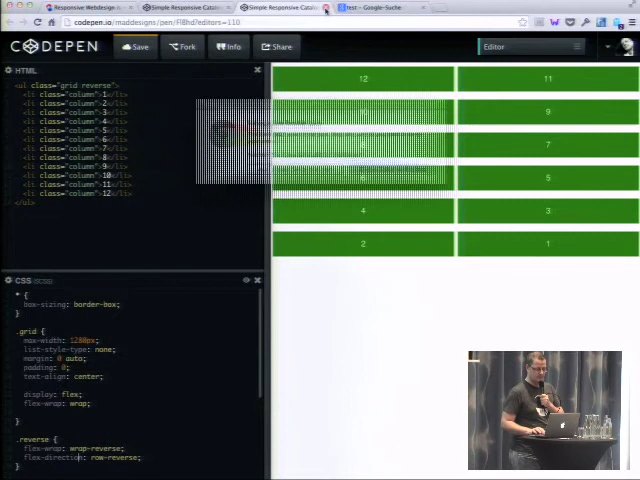 Responsive Webdesign
Simple Responsive Catalo
Simple Responsive Catalo
test - Google-Suche
codepen.io/maddesigns/pen/FlBhd?editors=110
CODEPEN
Save
Fork
Info
Share
Editor
HTML
<ul class="grid reverse">
<li class="column">1</li>
<li class="column">2</li>
<li class="column">3</li>
<li class="column">4</li>
<li class="column">5</li>
<li class="column">6</li>
<li class="column">7</li>
<li class="column">8</li>
<li class="column">9</li>
<li class="column">10</li>
<li class="column">11</li>
<li class="column">12</li>
</ul>
12 11
10 9
8 7
6 5
4 3
2 1
CSS (SCSS)
* {
box-sizing: border-box;
}
.grid {
max-width: 1280px;
list-style-type: none;
margin: 0 auto;
padding: 0;
text-align: center;
display: flex;
flex-wrap: wrap;
}
.reverse {
flex-wrap: wrap-reverse;
flex-direction: row-reverse;
}